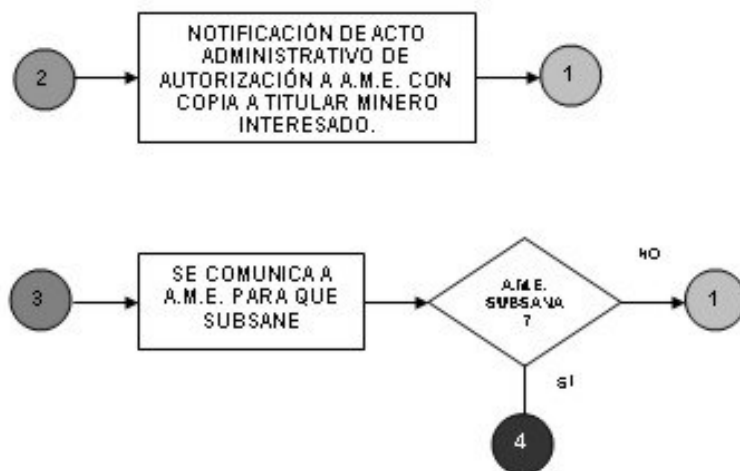 2
NOTIFICACIÓN DE ACTO
ADMINISTRATIVO DE
AUTORIZACIÓN A A.M.E. CON
COPIA A TITULAR MINERO
INTERESADO.
1
3
SE COMUNICA A
A.M.E. PARA QUE
SUBSANE
A.M.E.
SUBSANA
?
NO
1
SÍ
4